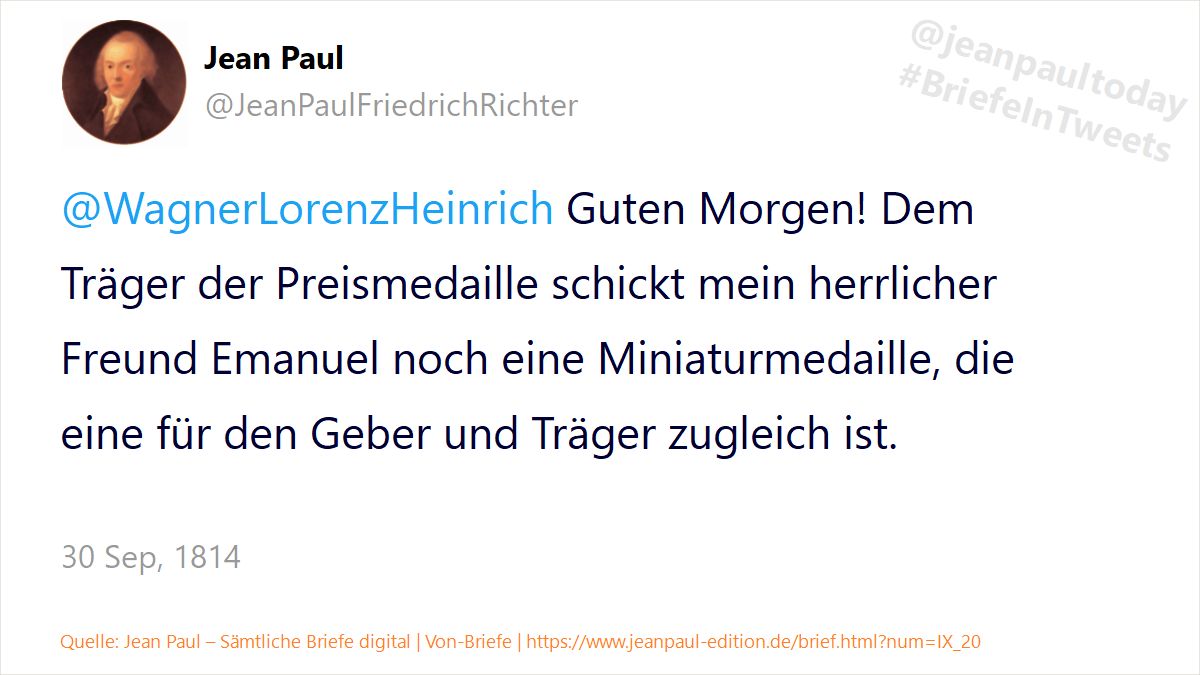 Jean Paul
@JeanPaulFriedrichRichter
@jeanpaultoday
#BriefeInTweets
@WagnerLorenzHeinrich Guten Morgen! Dem
Träger der Preismedaille schickt mein herrlicher
Freund Emanuel noch eine Miniaturmedaille, die
eine für den Geber und Träger zugleich ist.
30 Sep, 1814
Quelle: Jean Paul – Sämtliche Briefe digital | Von-Briefe | https://www.jeanpaul-edition.de/brief.html?num=IX_20